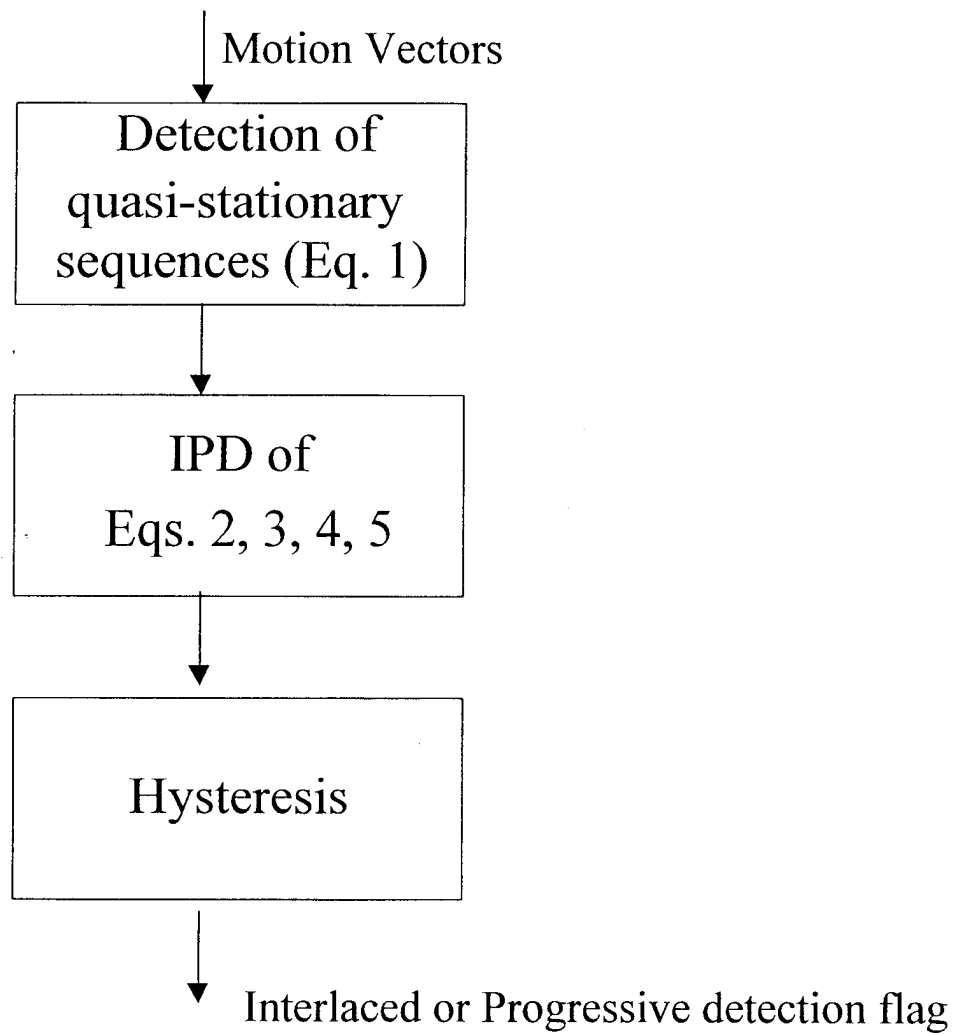 Motion Vectors
Detection of
quasi-stationary
sequences (Eq. 1)
IPD of
Eqs. 2, 3, 4, 5
Hysteresis
Interlaced or Progressive detection flag